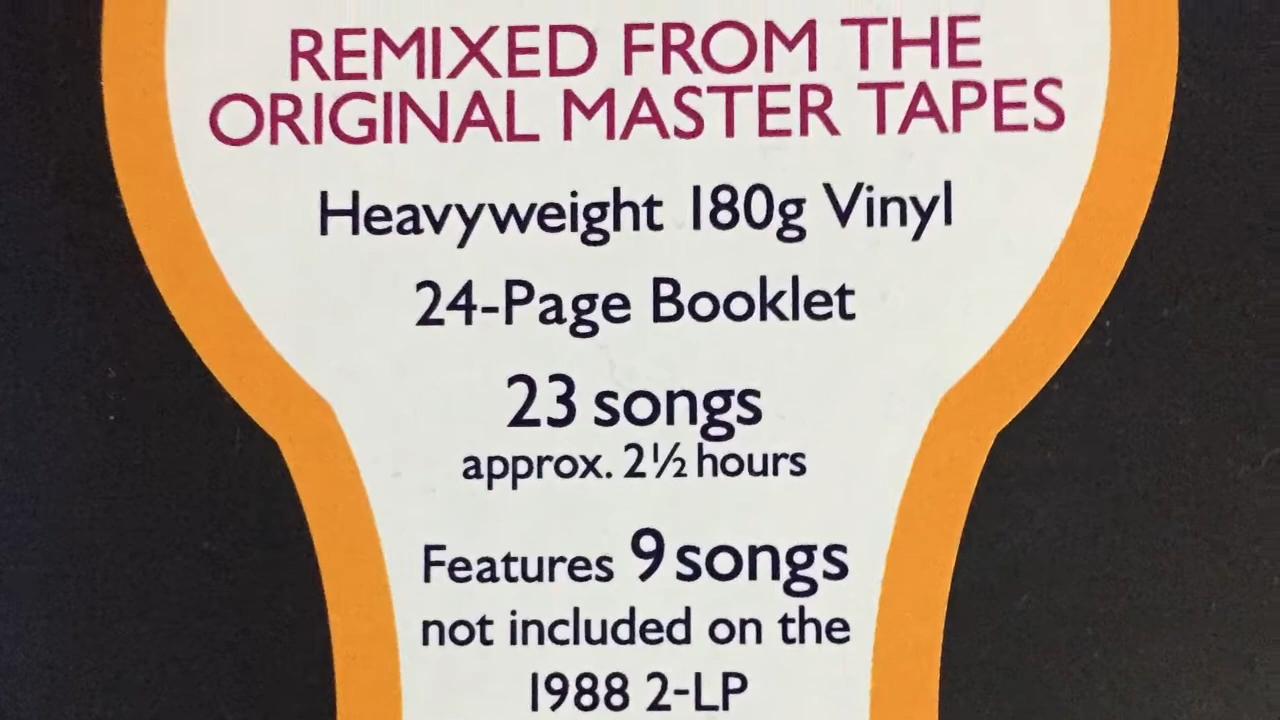 REMIXED FROM THE
ORIGINAL MASTER TAPES
Heavyweight 180g Vinyl
24-Page Booklet
23 songs
approx. 2½ hours
Features 9 songs
not included on the
1988 2-LP